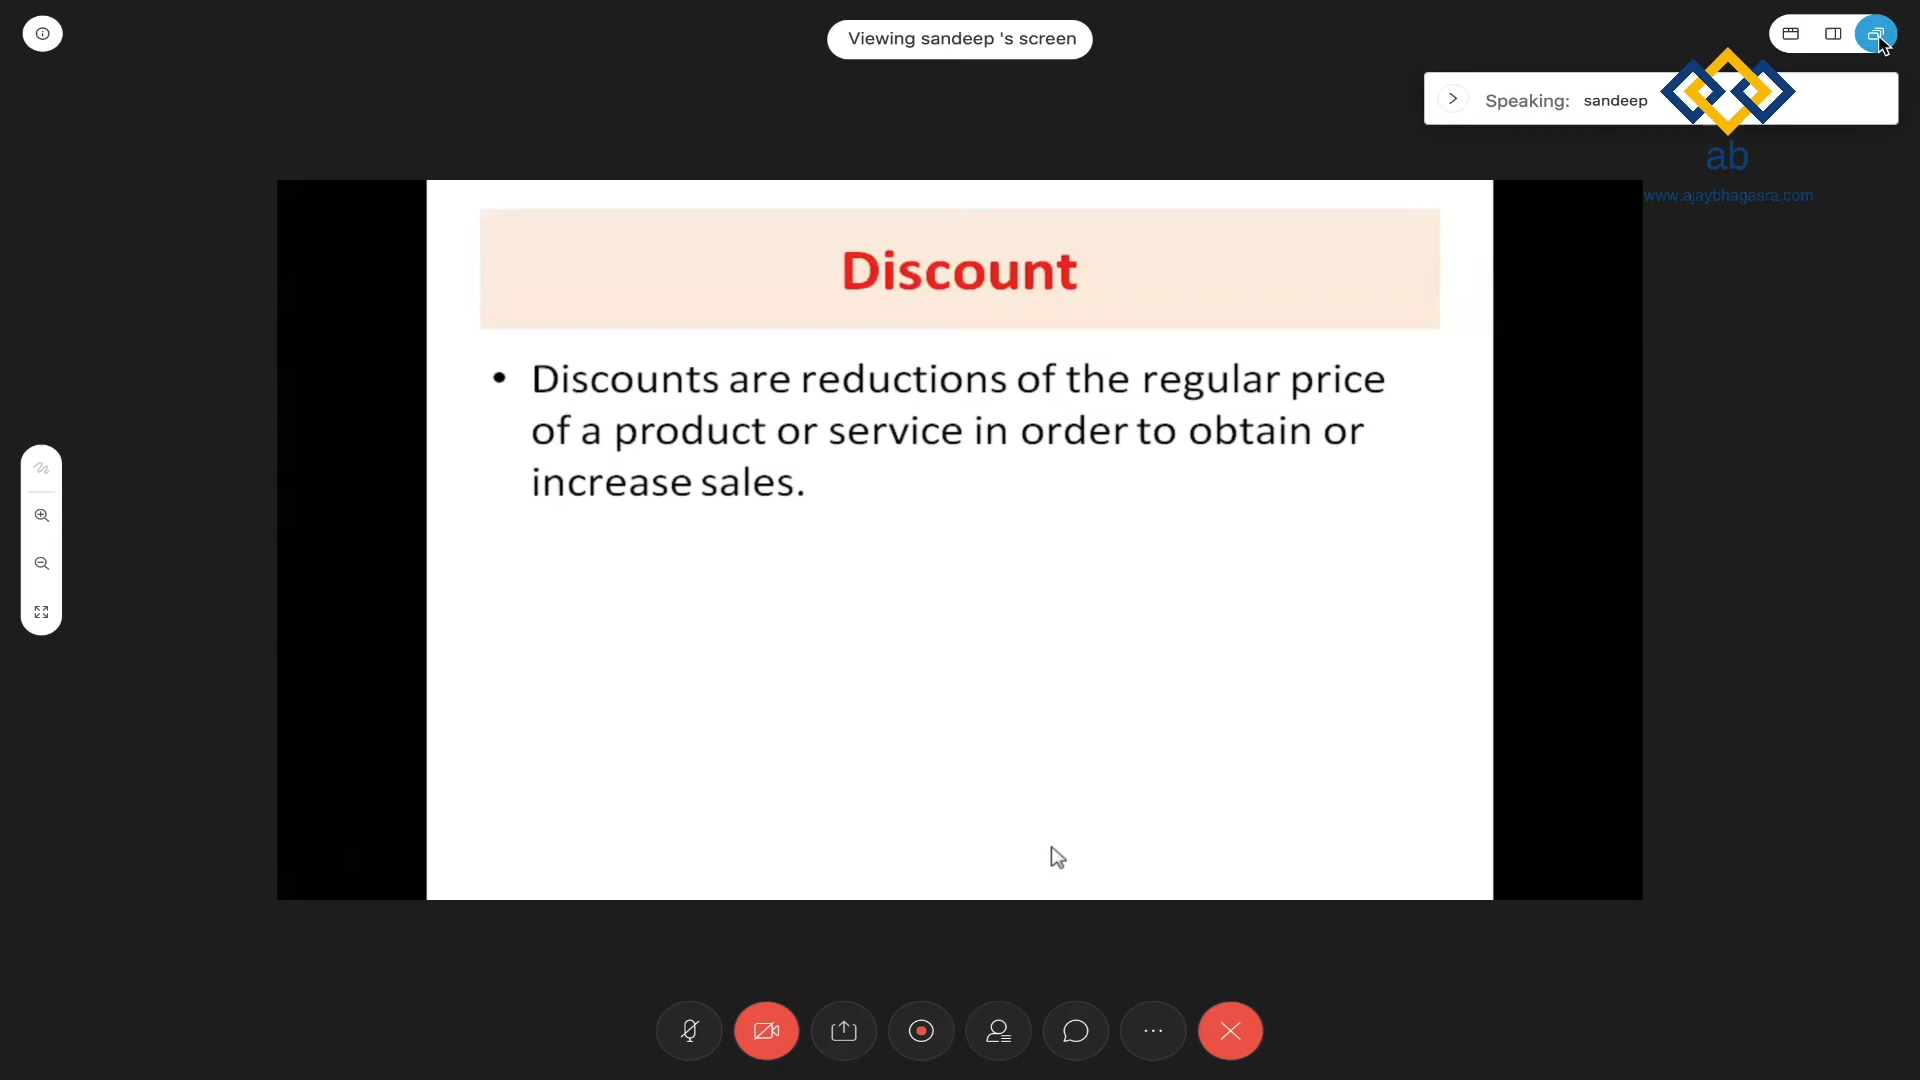 Viewing sandeep 's screen
Speaking: sandeep
ab
www.ajaybhagasra.com
Discount
• Discounts are reductions of the regular price
of a product or service in order to obtain or
increase sales.